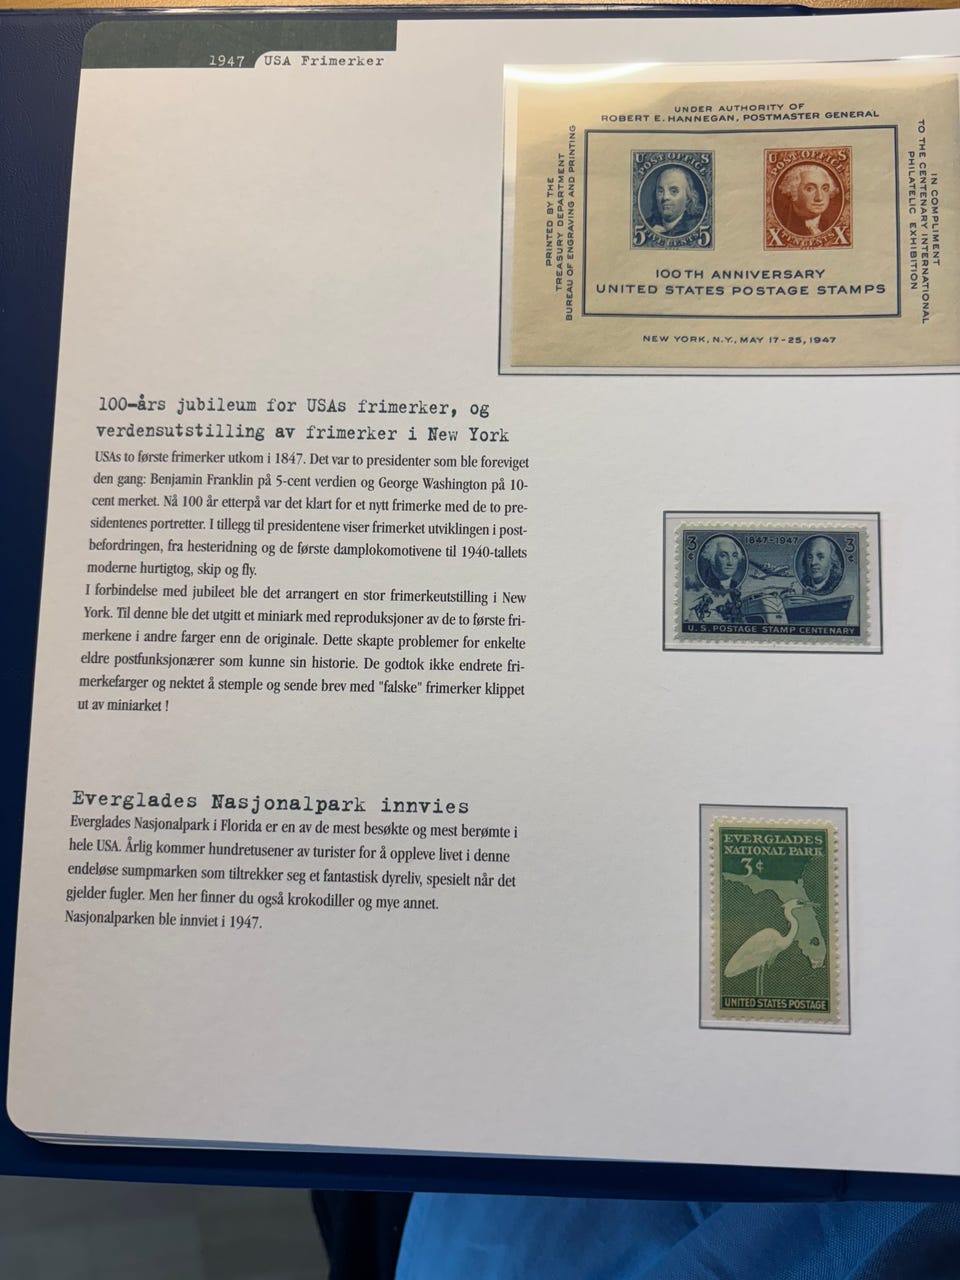 1947 USA Frimerker
UNDER AUTHORITY OF
ROBERT E. HANNEGAN, POSTMASTER GENERAL
PRINTED BY THE
TREASURY DEPARTMENT
BUREAU OF ENGRAVING AND PRINTING
U S
POST OFFICE
5 FIVE CENTS 5
U S
POST OFFICE
X TEN CENTS X
IN COMPLIMENT
TO THE CENTENARY INTERNATIONAL
PHILATELIC EXHIBITION
100TH ANNIVERSARY
UNITED STATES POSTAGE STAMPS
NEW YORK, N.Y., MAY 17-25, 1947
100-års jubileum for USAs frimerker, og
verdensutstilling av frimerker i New York
USAs to første frimerker utkom i 1847. Det var to presidenter som ble foreviget
den gang: Benjamin Franklin på 5-cent verdien og George Washington på 10-
cent merket. Nå 100 år etterpå var det klart for et nytt frimerke med de to pre-
sidentenes portretter. I tillegg til presidentene viser frimerket utviklingen i post-
befordringen, fra hesteridning og de første damplokomotivene til 1940-tallets
moderne hurtigtog, skip og fly.
I forbindelse med jubileet ble det arrangert en stor frimerkeutstilling i New
York. Til denne ble det utgitt et miniark med reproduksjoner av de to første fri-
merkene i andre farger enn de originale. Dette skapte problemer for enkelte
eldre postfunksjonærer som kunne sin historie. De godtok ikke endrete fri-
merkefarger og nektet å stemple og sende brev med "falske" frimerker klippet
ut av miniarket !
3¢ 1847-1947 3¢
U.S. POSTAGE STAMP CENTENARY
Everglades Nasjonalpark innvies
Everglades Nasjonalpark i Florida er en av de mest besøkte og mest berømte i
hele USA. Årlig kommer hundretusener av turister for å oppleve livet i denne
endeløse sumpmarken som tiltrekker seg et fantastisk dyreliv, spesielt når det
gjelder fugler. Men her finner du også krokodiller og mye annet.
Nasjonalparken ble innviet i 1947.
EVERGLADES
NATIONAL PARK
3¢
UNITED STATES POSTAGE